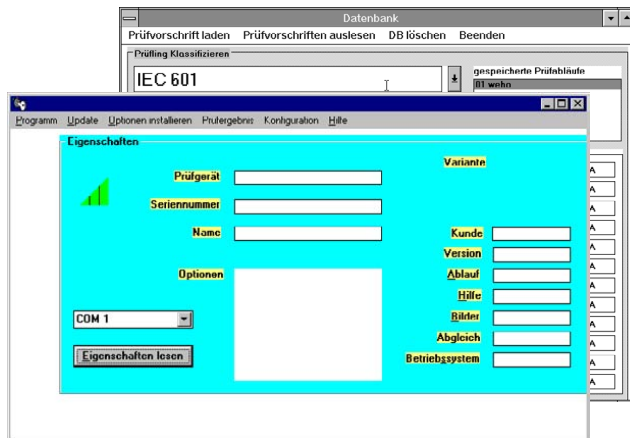 Datenbank
Prüfvorschrift laden Prüfvorschriften auslesen DB löschen Beenden
Prüfling Klassifizieren
IEC 601
gespeicherte Prüfabläufe
01 wehn
Programm Update Optionen installieren Prüfergebnis Konfiguration Hilfe
Eigenschaften
Variante
Prüfgerät
Seriennummer
Name
Kunde
Version
Optionen
Ablauf
Hilfe
COM 1
Bilder
Abgleich
Eigenschaften lesen
Betriebssystem
A
A
A
A
A
A
A
A
A
A
A
A